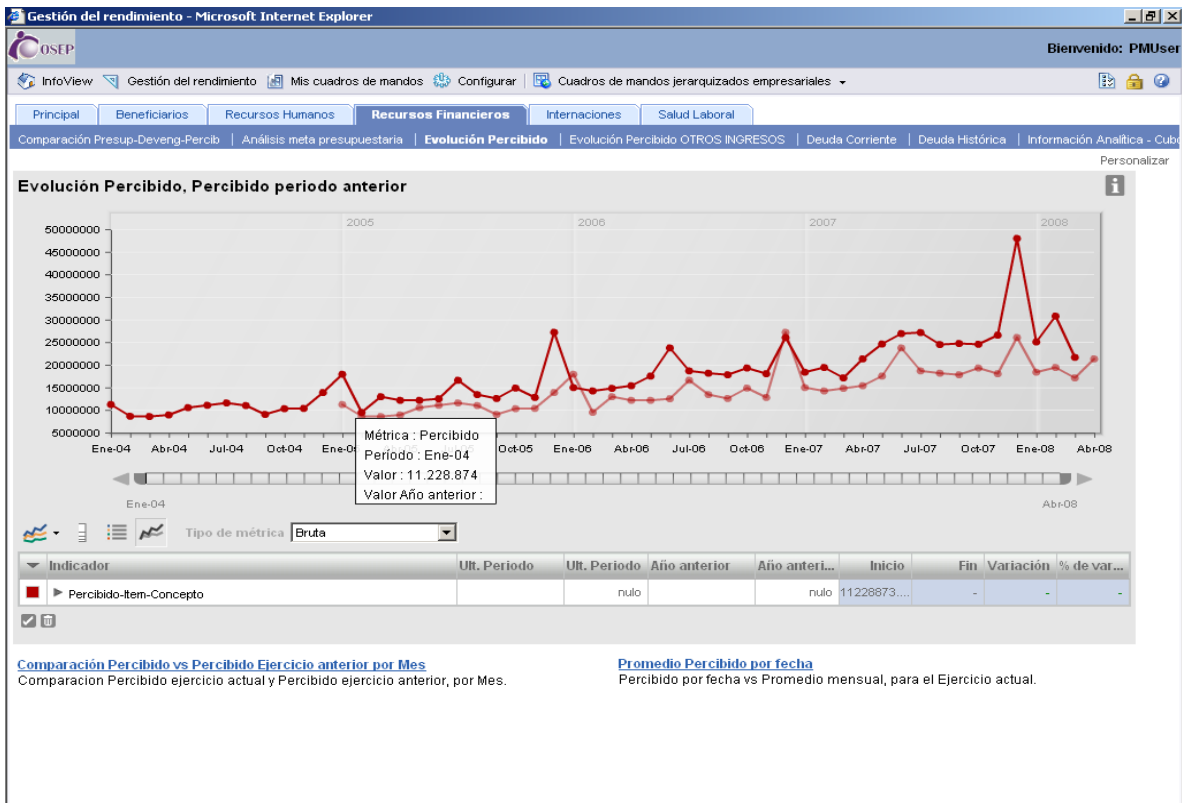 Gestión del rendimiento - Microsoft Internet Explorer
OSEP
Bienvenido: PMUser
InfoView Gestión del rendimiento Mis cuadros de mandos Configurar | Cuadros de mandos jerarquizados empresariales
Principal Beneficiarios Recursos Humanos Recursos Financieros Internaciones Salud Laboral
Comparación Presup-Deveng-Percib | Análisis meta presupuestaria | Evolución Percibido | Evolución Percibido OTROS INGRESOS | Deuda Corriente | Deuda Histórica | Información Analítica - Cubo
Personalizar
Evolución Percibido, Percibido periodo anterior
i
2005 2006 2007 2008
50000000
45000000
40000000
35000000
30000000
25000000
20000000
15000000
10000000
5000000
Ene-04 Abr-04 Jul-04 Oct-04 Ene-0 Oct-05 Ene-06 Abr-06 Jul-06 Oct-06 Ene-07 Abr-07 Jul-07 Oct-07 Ene-08 Abr-08
Métrica : Percibido
Período : Ene-04
Valor : 11.228.874
Valor Año anterior :
Ene-04 Abr-08
Tipo de métrica Bruta
Indicador Ult. Periodo Ult. Periodo Año anterior Año anteri... Inicio Fin Variación % de var...
Percibido-Item-Concepto nulo nulo 11228873.... - - -
Comparación Percibido vs Percibido Ejercicio anterior por Mes
Comparacion Percibido ejercicio actual y Percibido ejercicio anterior, por Mes.
Promedio Percibido por fecha
Percibido por fecha vs Promedio mensual, para el Ejercicio actual.